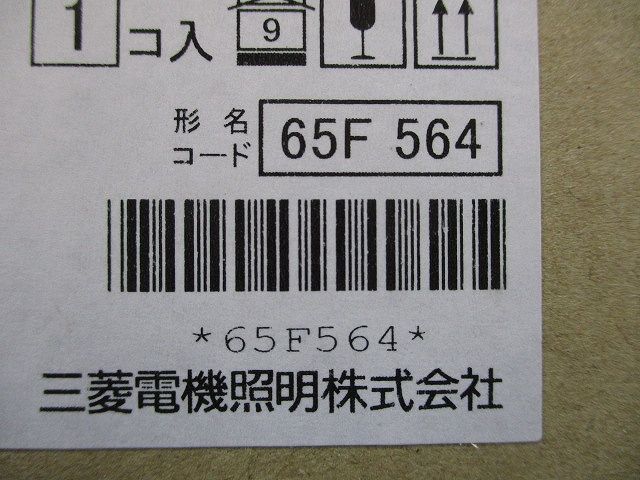 1 コ入 9
形名
コード 65F 564
*65F564*
三菱電機照明株式会社